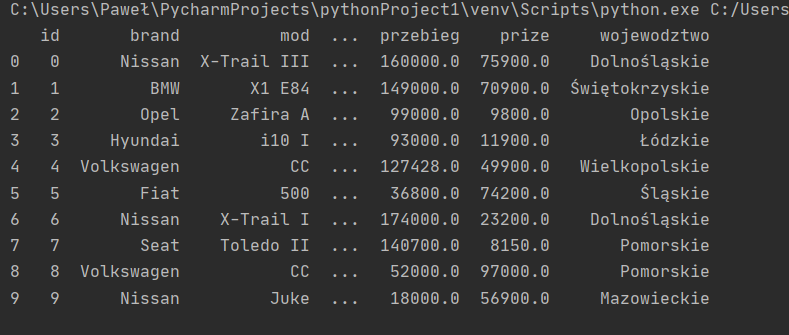 C:\Users\Paweł\PycharmProjects\pythonProject1\venv\Scripts\python.exe C:/Users
id brand mod ... przebieg prize wojewodztwo
0 0 Nissan X-Trail III ... 160000.0 75900.0 Dolnośląskie
1 1 BMW X1 E84 ... 149000.0 70900.0 Świętokrzyskie
2 2 Opel Zafira A ... 99000.0 9800.0 Opolskie
3 3 Hyundai i10 I ... 93000.0 11900.0 Łódzkie
4 4 Volkswagen CC ... 127428.0 49900.0 Wielkopolskie
5 5 Fiat 500 ... 36800.0 74200.0 Śląskie
6 6 Nissan X-Trail I ... 174000.0 23200.0 Dolnośląskie
7 7 Seat Toledo II ... 140700.0 8150.0 Pomorskie
8 8 Volkswagen CC ... 52000.0 97000.0 Pomorskie
9 9 Nissan Juke ... 18000.0 56900.0 Mazowieckie